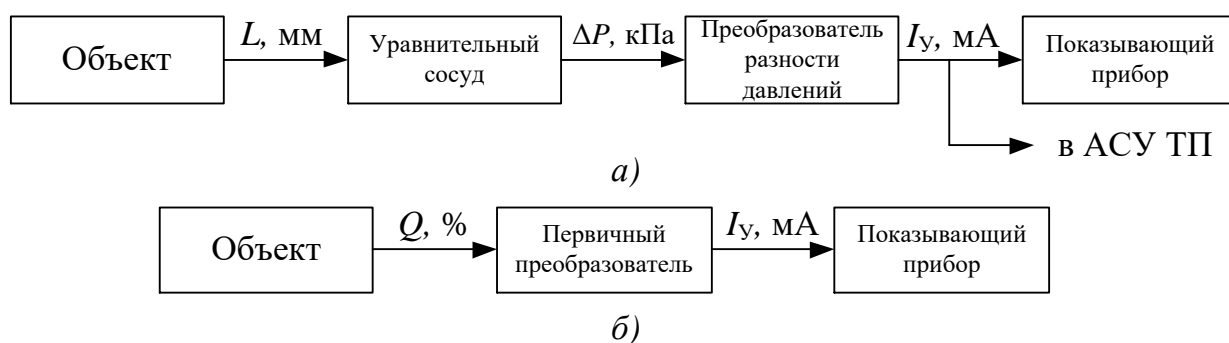 Объект
L, мм
Уравнительный
сосуд
ΔP, кПа
Преобразователь
разности
давлений
Iу, мА
Показывающий
прибор
в АСУ ТП
а)
Объект
Q, %
Первичный
преобразователь
Iу, мА
Показывающий
прибор
б)